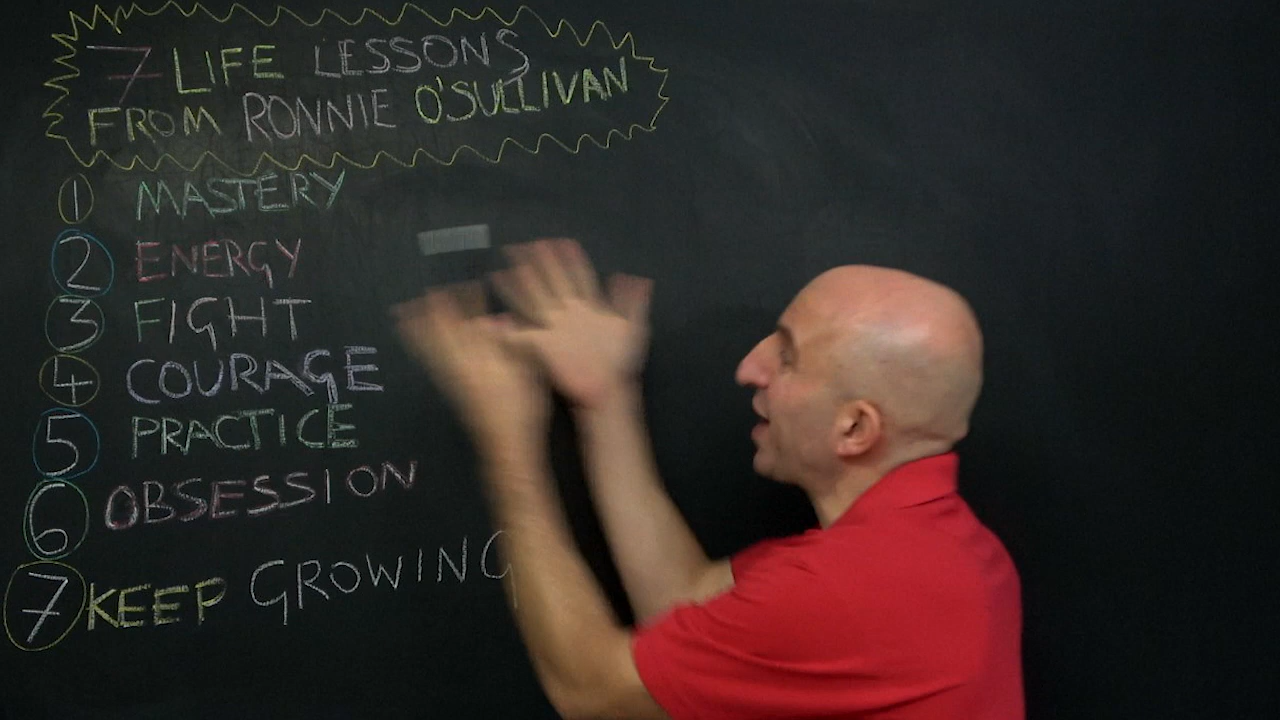 7 LIFE LESSONS
FROM RONNIE O'SULLIVAN
1 MASTERY
2 ENERGY
3 FIGHT
4 COURAGE
5 PRACTICE
6 OBSESSION
7 KEEP GROWING